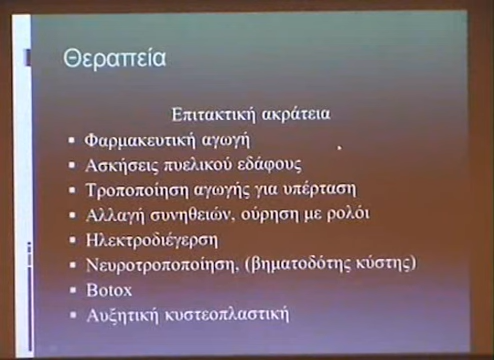 Θεραπεία
Επιτακτική ακράτεια
▪ Φαρμακευτική αγωγή
▪ Ασκήσεις πυελικού εδάφους
▪ Τροποποίηση αγωγής για υπέρταση
▪ Αλλαγή συνηθειών, ούρηση με ρολόι
▪ Ηλεκτροδιέγερση
▪ Νευροτροποποίηση, (βηματοδότης κύστης)
▪ Botox
▪ Αυξητική κυστεοπλαστική